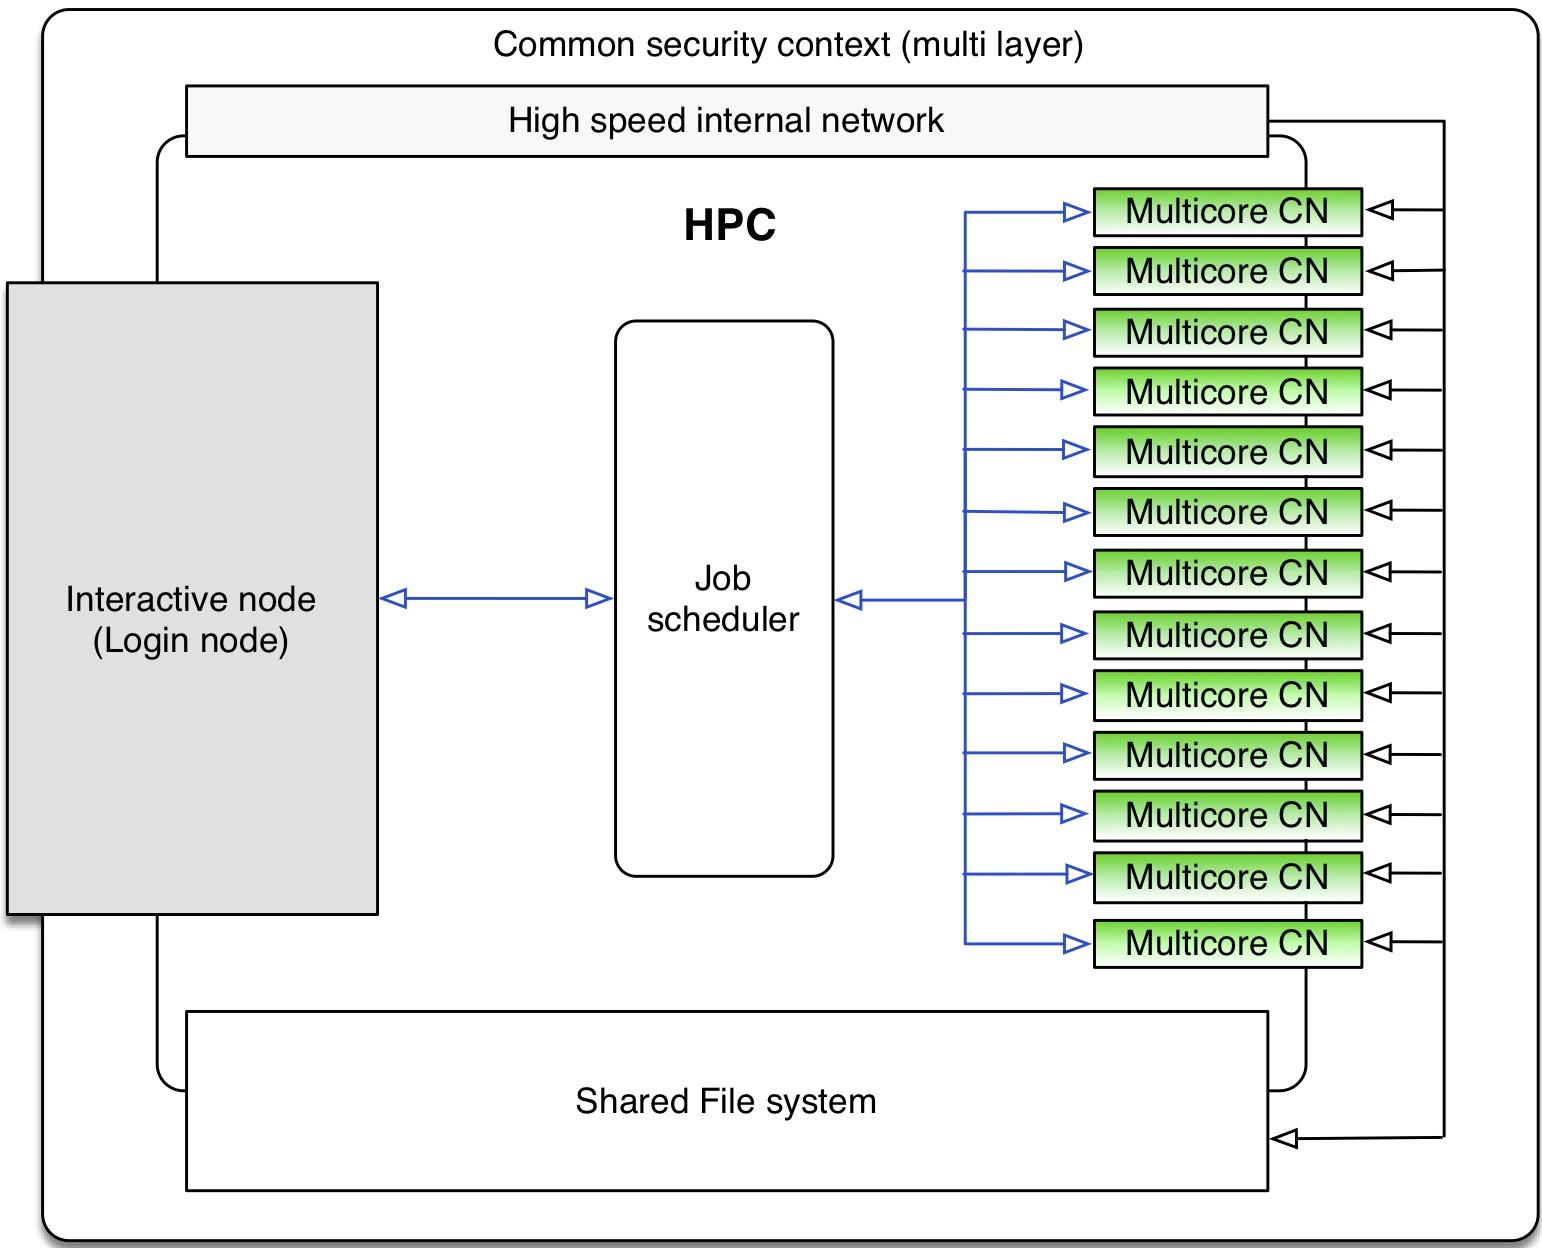 Common security context (multi layer)
High speed internal network
HPC
Multicore CN
Multicore CN
Multicore CN
Multicore CN
Multicore CN
Multicore CN
Multicore CN
Multicore CN
Multicore CN
Multicore CN
Multicore CN
Multicore CN
Multicore CN
Interactive node
(Login node)
Job
scheduler
Shared File system